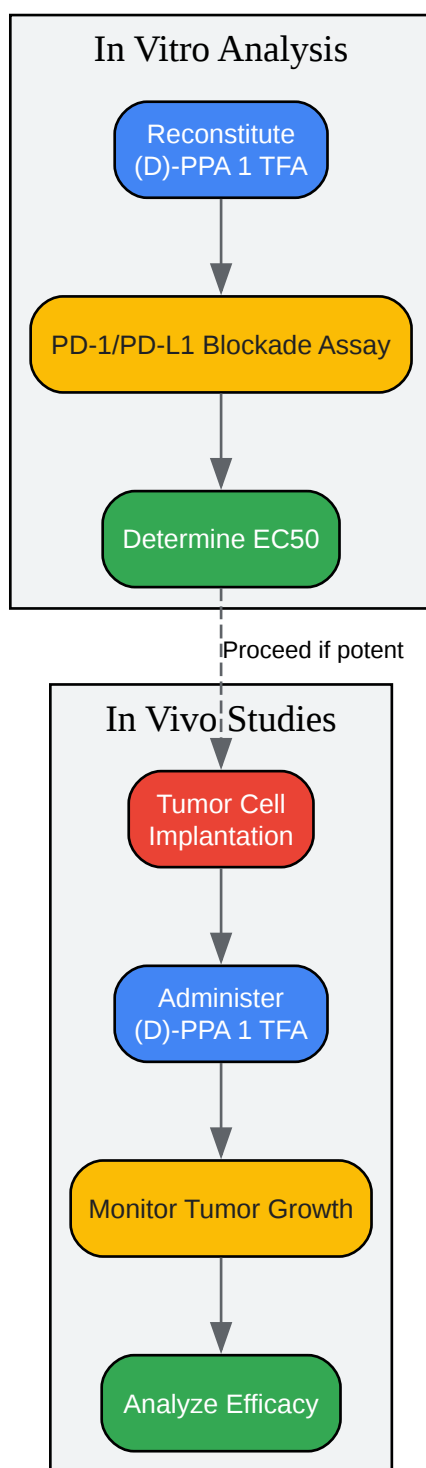 In Vitro Analysis
Reconstitute
(D)-PPA 1 TFA
PD-1/PD-L1 Blockade Assay
Determine EC50
Proceed if potent
In Vivo Studies
Tumor Cell
Implantation
Administer
(D)-PPA 1 TFA
Monitor Tumor Growth
Analyze Efficacy